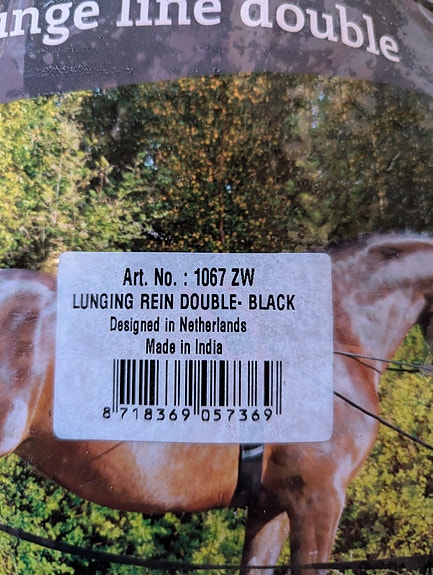 unge line double
Art. No. : 1067 ZW
LUNGING REIN DOUBLE- BLACK
Designed in Netherlands
Made in India
8 718369 057369